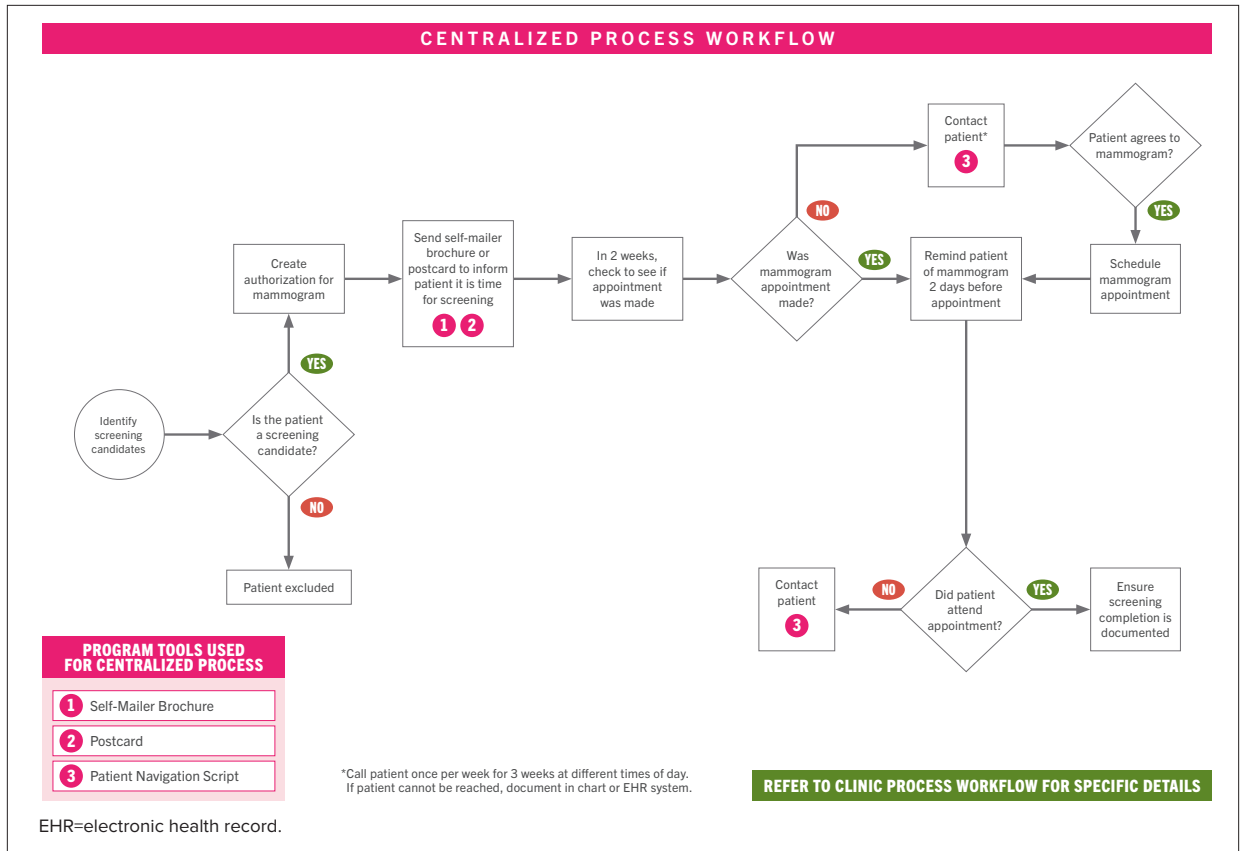 CENTRALIZED PROCESS WORKFLOW
Identify
screening
candidates
Is the patient
a screening
candidate?
YES
NO
Patient excluded
Create
authorization for
mammogram
Send self-mailer
brochure or
postcard to inform
patient it is time
for screening
1 2
In 2 weeks,
check to see if
appointment
was made
Was
mammogram
appointment
made?
NO
YES
Contact
patient*
3
Patient agrees to
mammogram?
YES
Schedule
mammogram
appointment
Remind patient
of mammogram
2 days before
appointment
Did patient
attend
appointment?
NO
YES
Contact
patient
3
Ensure
screening
completion is
documented
PROGRAM TOOLS USED
FOR CENTRALIZED PROCESS
1 Self-Mailer Brochure
2 Postcard
3 Patient Navigation Script
*Call patient once per week for 3 weeks at different times of day.
If patient cannot be reached, document in chart or EHR system.
REFER TO CLINIC PROCESS WORKFLOW FOR SPECIFIC DETAILS
EHR=electronic health record.